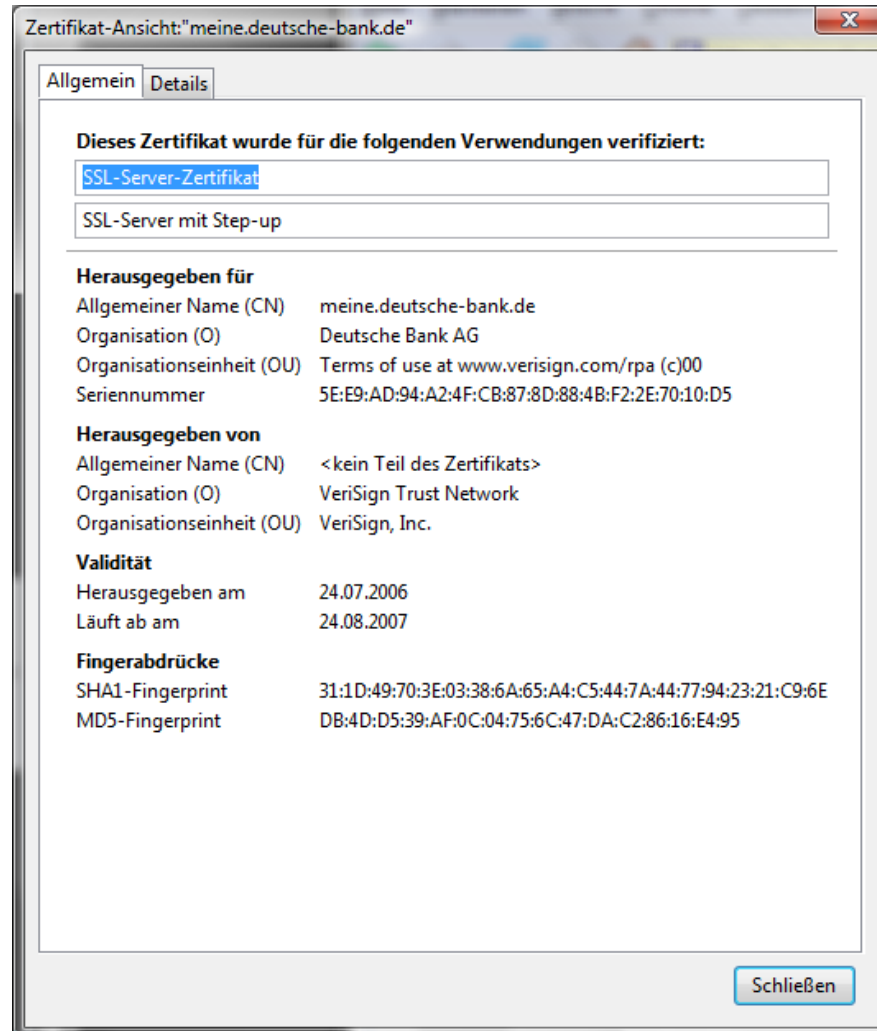 Zertifikat-Ansicht:"meine.deutsche-bank.de"
Allgemein Details
Dieses Zertifikat wurde für die folgenden Verwendungen verifiziert:
SSL-Server-Zertifikat
SSL-Server mit Step-up
Herausgegeben für
Allgemeiner Name (CN) meine.deutsche-bank.de
Organisation (O) Deutsche Bank AG
Organisationseinheit (OU) Terms of use at www.verisign.com/rpa (c)00
Seriennummer 5E:E9:AD:94:A2:4F:CB:87:8D:88:4B:F2:2E:70:10:D5
Herausgegeben von
Allgemeiner Name (CN) <kein Teil des Zertifikats>
Organisation (O) VeriSign Trust Network
Organisationseinheit (OU) VeriSign, Inc.
Validität
Herausgegeben am 24.07.2006
Läuft ab am 24.08.2007
Fingerabdrücke
SHA1-Fingerprint 31:1D:49:70:3E:03:38:6A:65:A4:C5:44:7A:44:77:94:23:21:C9:6E
MD5-Fingerprint DB:4D:D5:39:AF:0C:04:75:6C:47:DA:C2:86:16:E4:95
Schließen